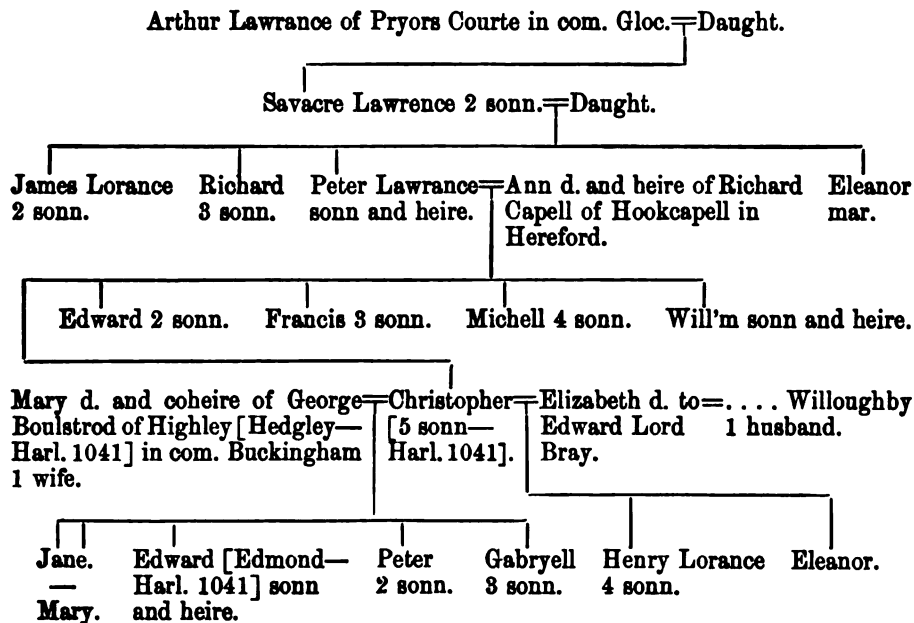 Arthur Lawrance of Pryors Courte in com. Gloc.=Daught.
Savacre Lawrence 2 sonn.=Daught.
James Lorance 2 sonn.
Richard 3 sonn.
Peter Lawrance sonn and heire.
=Ann d. and heire of Richard Capell of Hookcapell in Hereford.
Eleanor mar.
Edward 2 sonn. Francis 3 sonn. Michell 4 sonn. Will'm sonn and heire.
Mary d. and coheire of George
Boulstrod of Highley [Hedgley—
Harl. 1041] in com. Buckingham
1 wife.
=Christopher=
[5 sonn—
Harl. 1041].
Elizabeth d. to
Edward Lord
Bray.
=.... Willoughby
1 husband.
Jane.
—
Mary.
Edward [Edmond—
Harl. 1041] sonn
and heire.
Peter
2 sonn.
Gabryell
3 sonn.
Henry Lorance
4 sonn.
Eleanor.